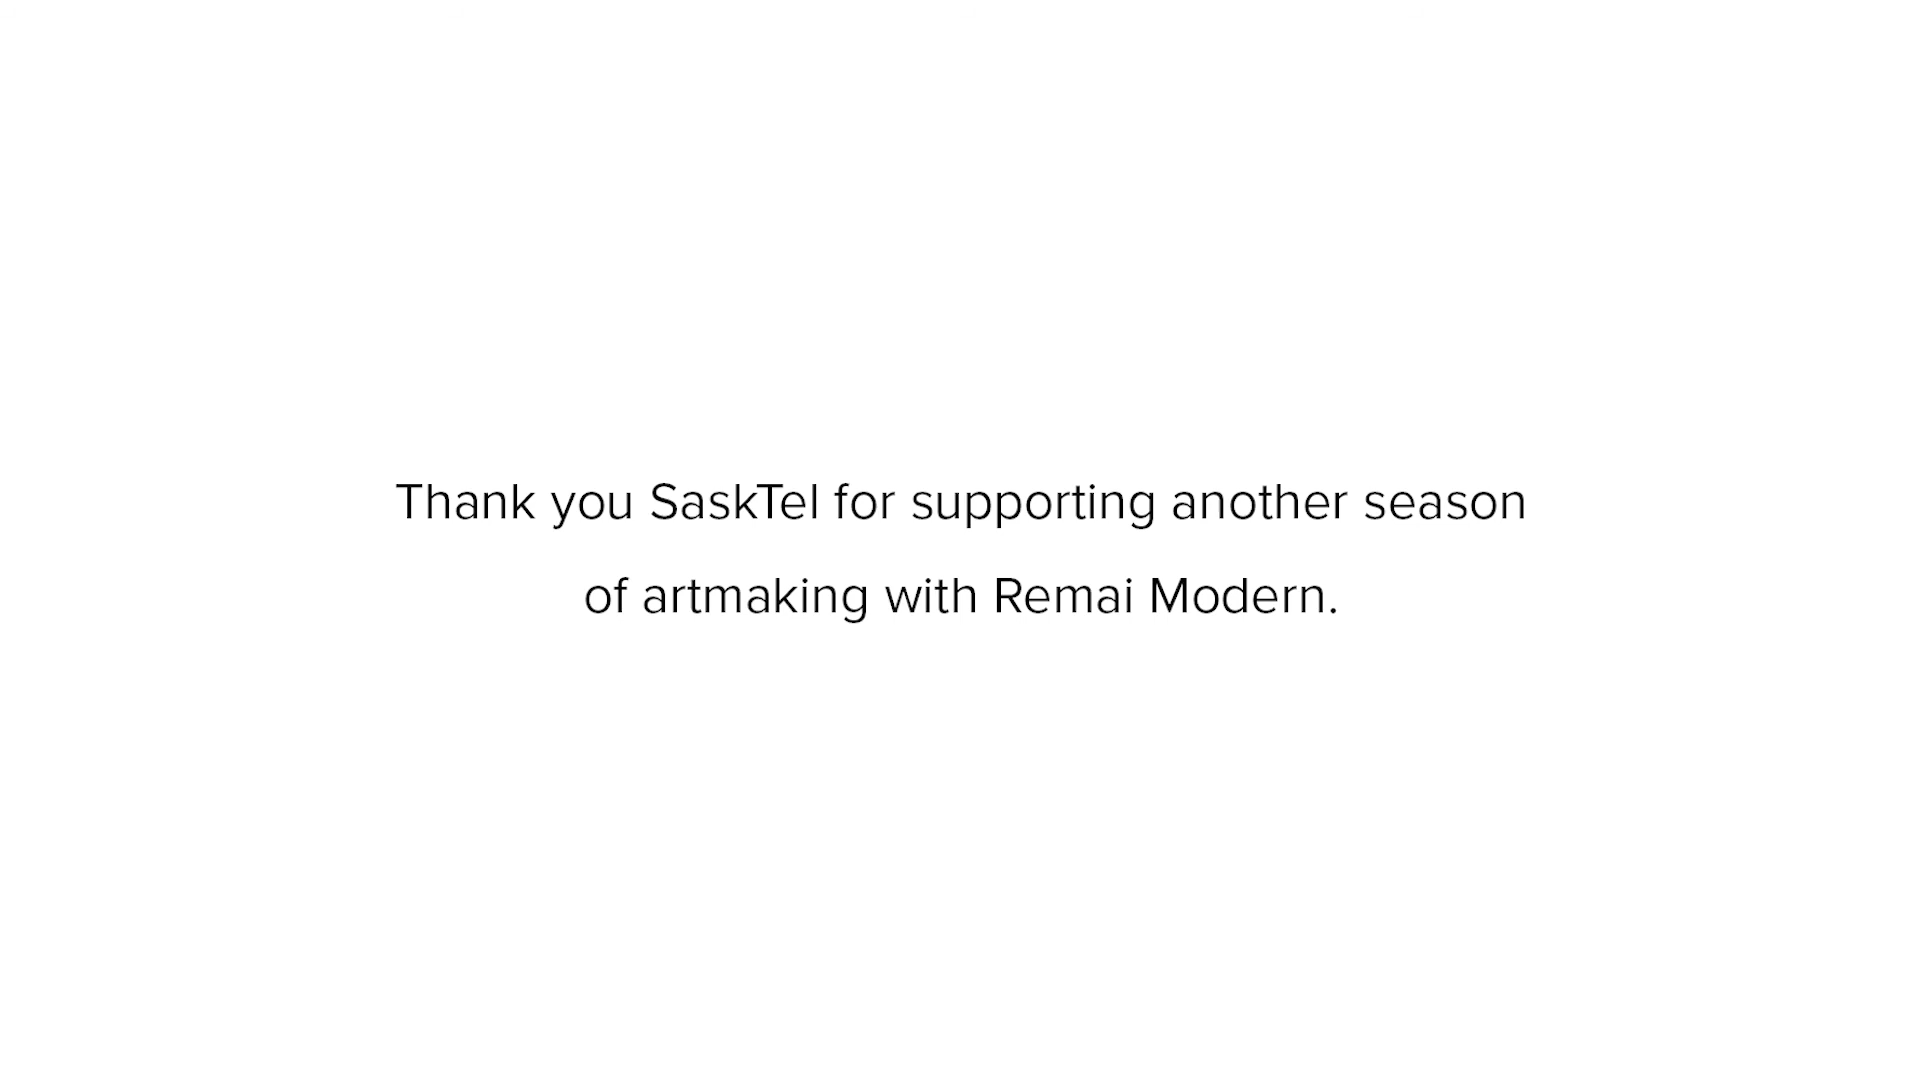 Thank you SaskTel for supporting another season
of artmaking with Remai Modern.